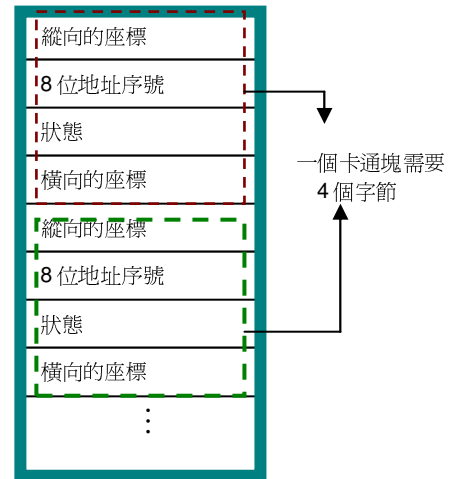 縱向的座標
8 位地址序號
狀態
橫向的座標
縱向的座標
8 位地址序號
狀態
橫向的座標
一個卡通塊需要
4 個字節